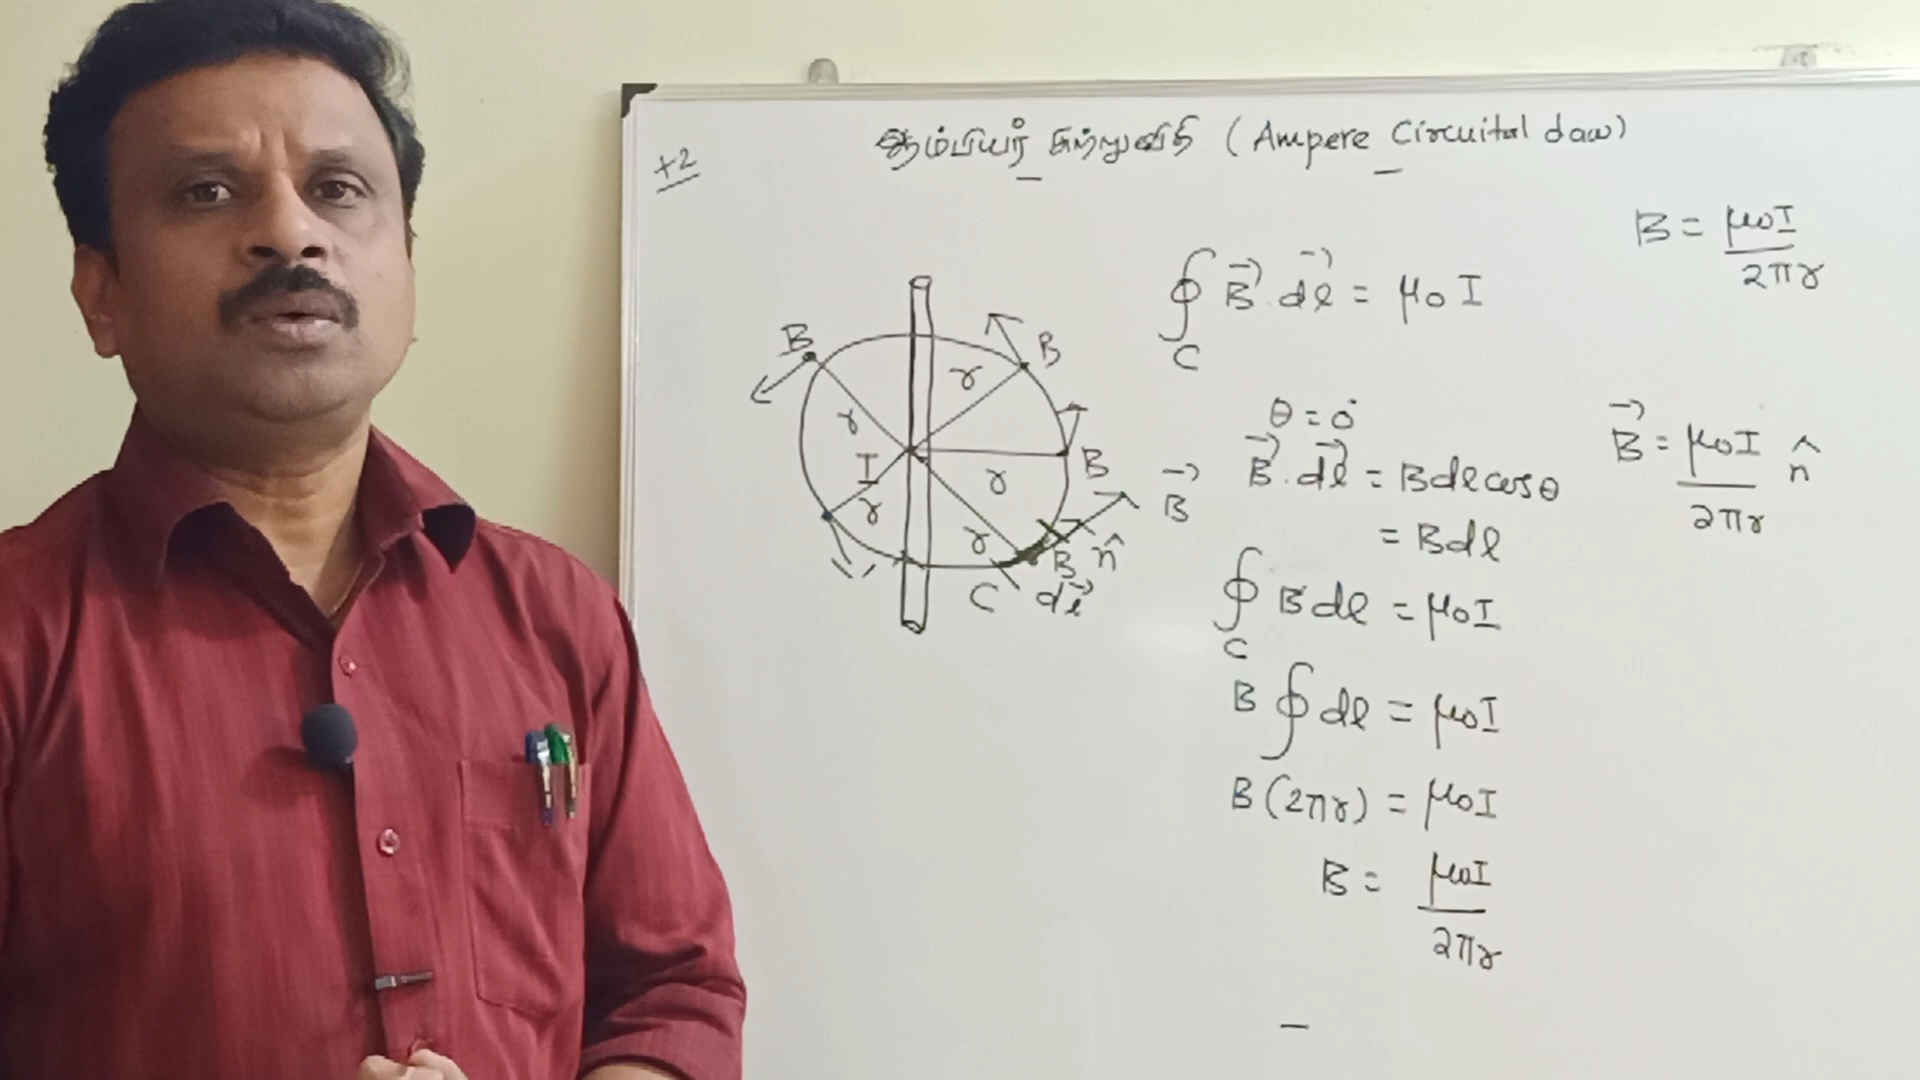 +2
ஆம்பியர் சுற்றுவிதி (Ampere Circuital Law)
B = μ₀I / 2πr
∮_C B⃗ . dl⃗ = μ₀ I
B
B
r
r
I
B
r
r
r
B
n̂
B⃗
C
dl⃗
θ = 0°
B⃗ . dl⃗ = Bdl cosθ
= Bdl
∮_C B dl = μ₀I
B ∮ dl = μ₀I
B (2πr) = μ₀I
B = μ₀I / 2πr
B⃗ = μ₀I / 2πr n̂